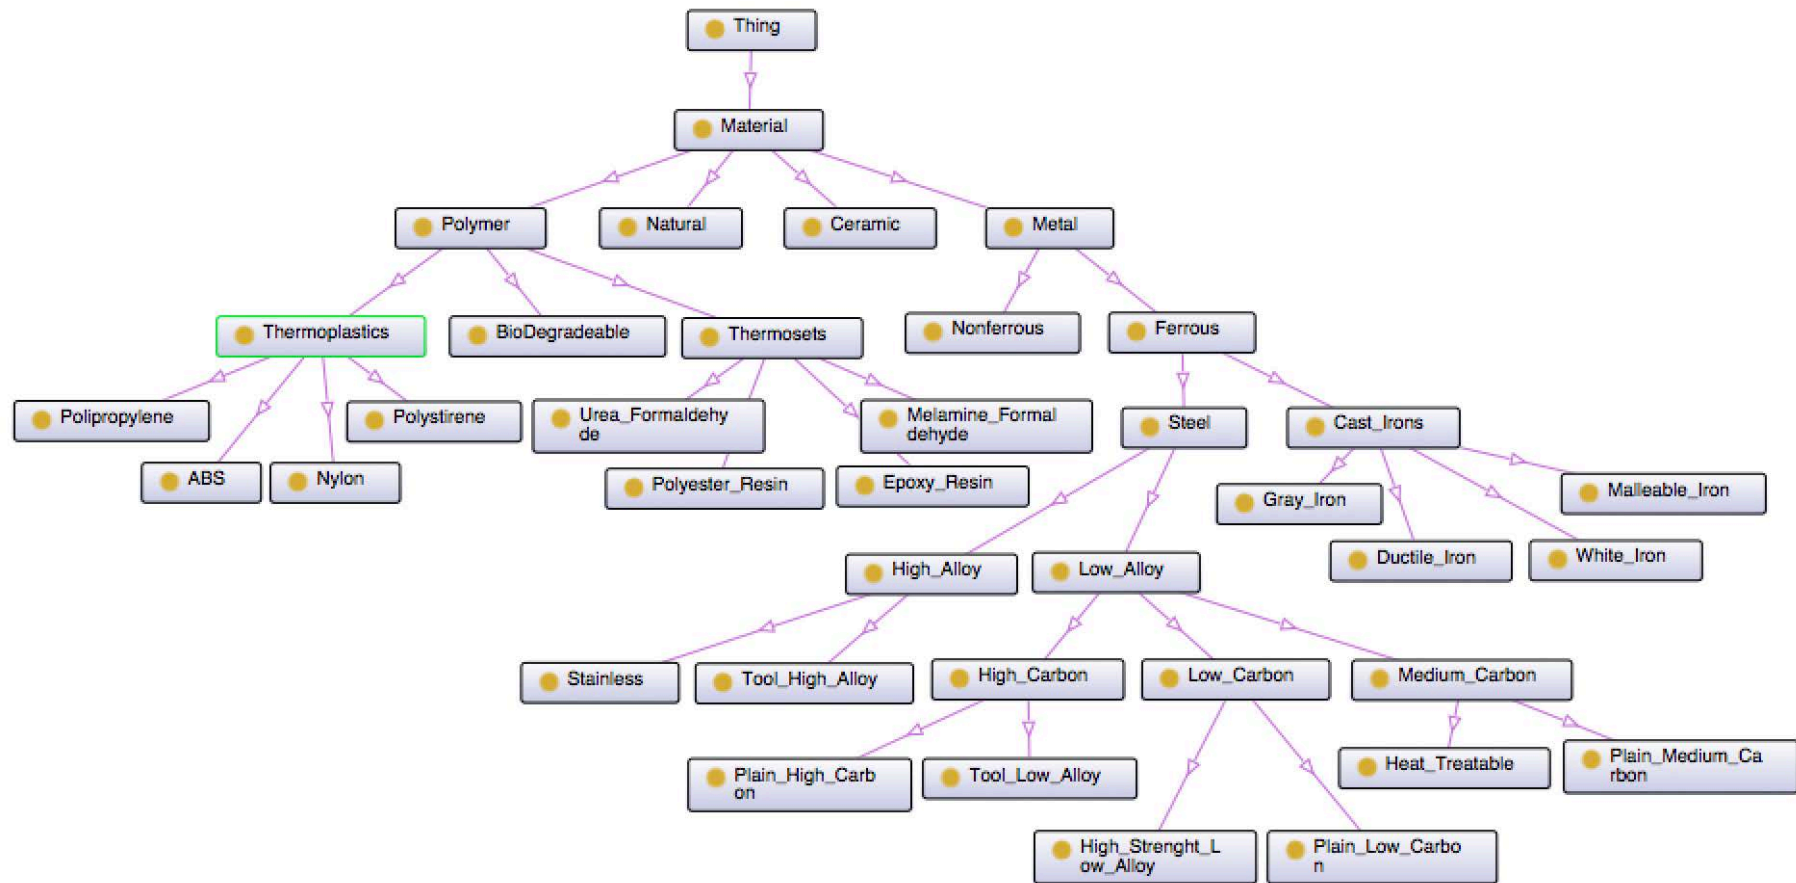 Thing
Material
Polymer
Natural
Ceramic
Metal
Thermoplastics
BioDegradeable
Thermosets
Nonferrous
Ferrous
Polipropylene
Polystirene
Urea_Formaldehy
de
Melamine_Formal
dehyde
Steel
Cast_Irons
ABS
Nylon
Polyester_Resin
Epoxy_Resin
Gray_Iron
Malleable_Iron
Ductile_Iron
White_Iron
High_Alloy
Low_Alloy
Stainless
Tool_High_Alloy
High_Carbon
Low_Carbon
Medium_Carbon
Plain_High_Carb
on
Tool_Low_Alloy
Heat_Treatable
Plain_Medium_Ca
rbon
High_Strenght_L
ow_Alloy
Plain_Low_Carbo
n